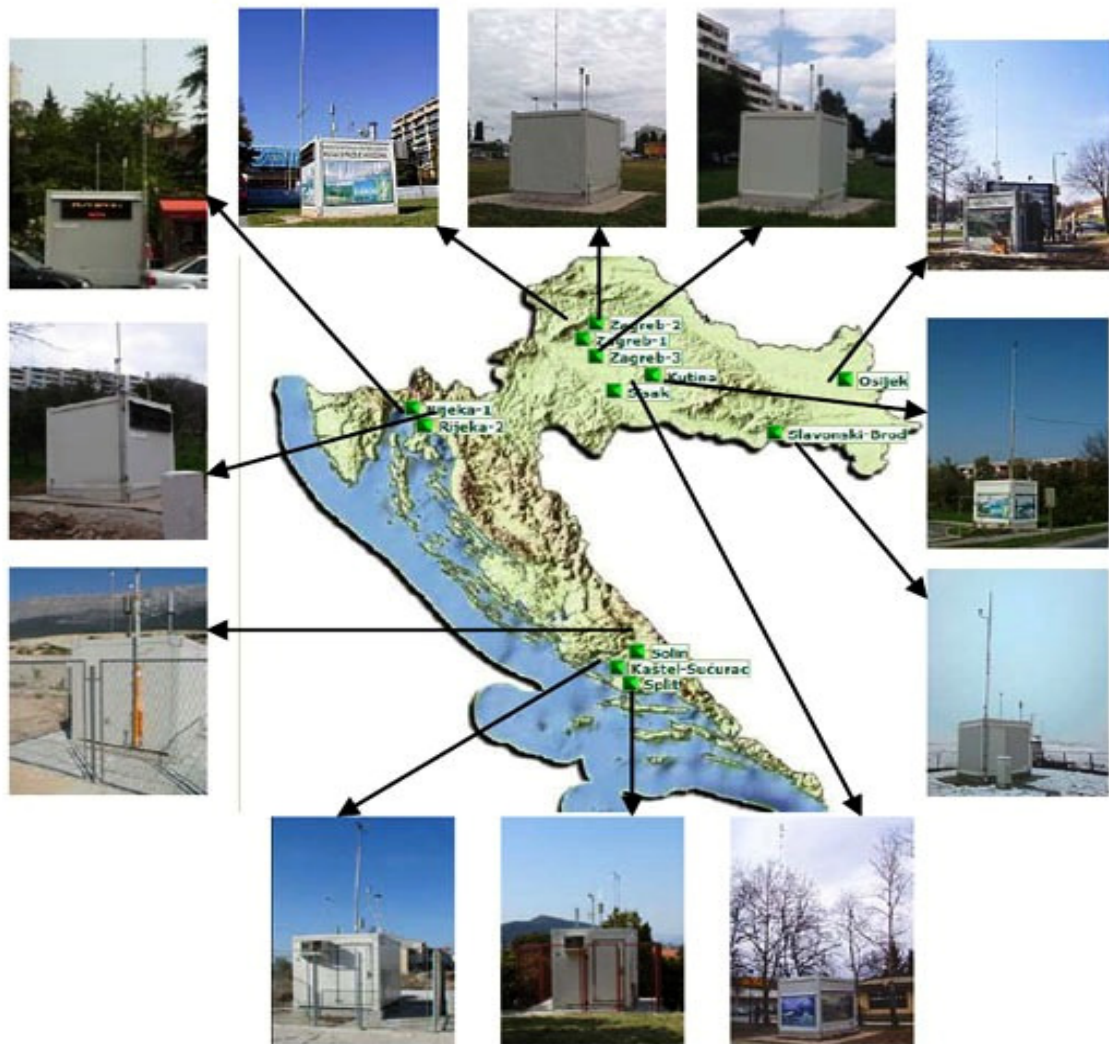 Zagreb-2
Zagreb-1
Zagreb-3
Kutina
Sisak
Osijek
Rijeka-1
Rijeka-2
Slavonski-Brod
Solin
Kaštel-Sućurac
Split